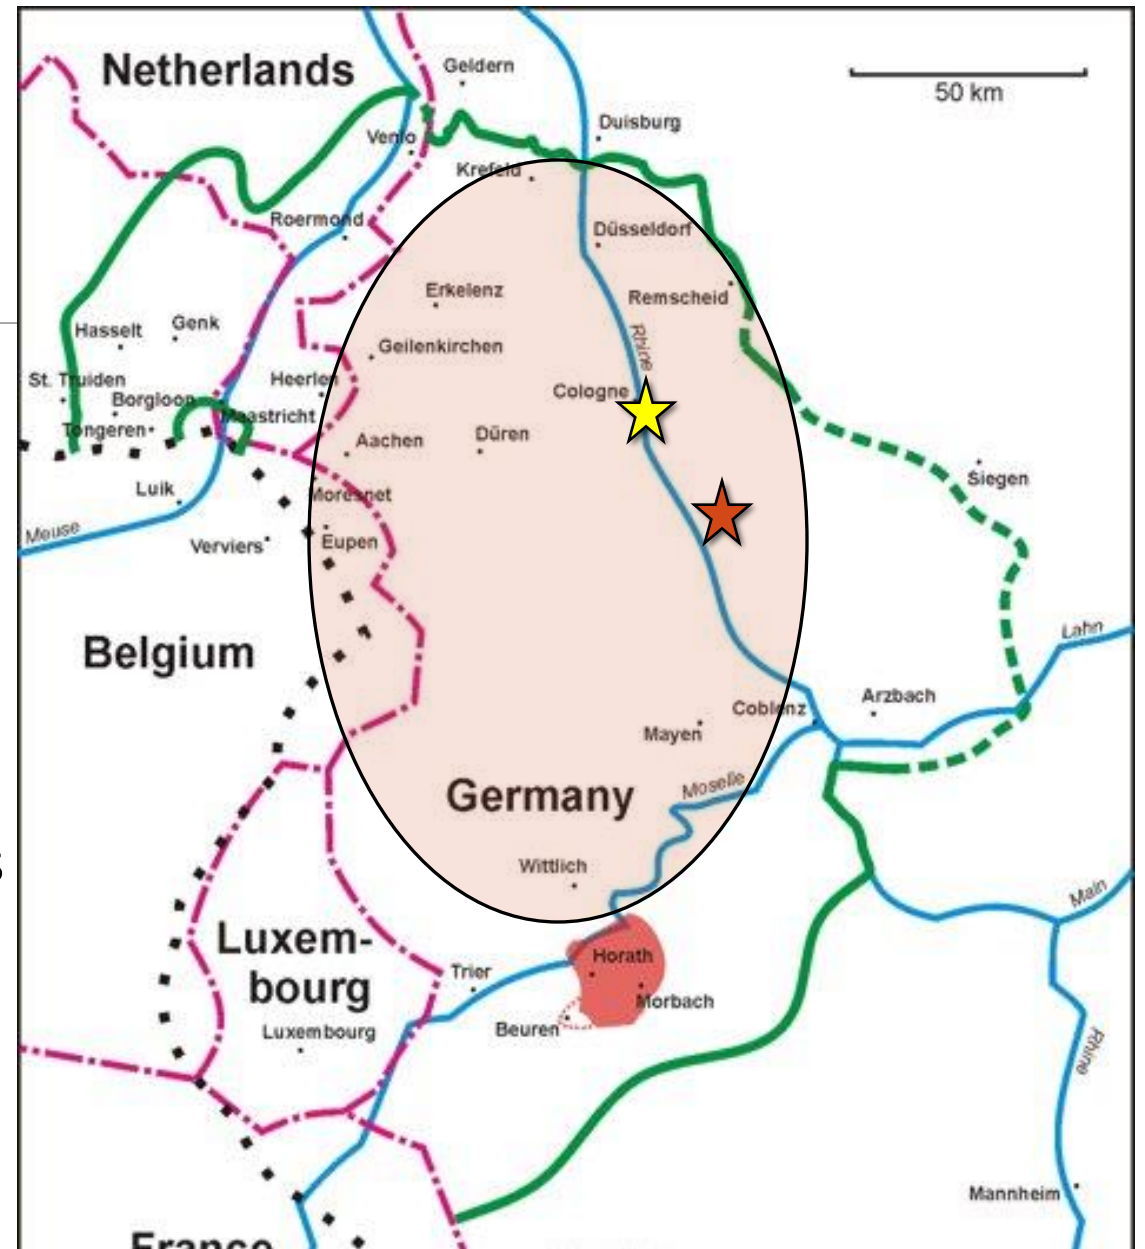 Netherlands
Geldern
50 km
Duisburg
Venlo
Krefeld
Roermond
Düsseldorf
Erkelenz
Remscheid
Hasselt
Genk
Rhine
Geilenkirchen
St. Truiden
Heerlen
Borgloon
Cologne
Maastricht
Tongeren
Aachen
Düren
Siegen
Luik
Moresnet
Meuse
Verviers
Eupen
Belgium
Lahn
Arzbach
Coblenz
Mayen
Moselle
Germany
Wittlich
Main
Luxem-
bourg
Horath
Trier
Morbach
Beuren
Luxembourg
Rhine
Mannheim
France